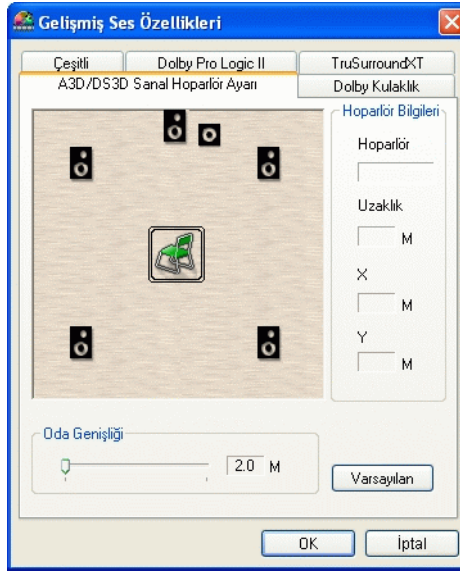 Gelişmiş Ses Özellikleri
Çeşitli
Dolby Pro Logic II
TruSurroundXT
A3D/DS3D Sanal Hoparlör Ayarı
Dolby Kulaklık
Hoparlör Bilgileri
Hoparlör
Uzaklık
M
X
M
Y
M
Oda Genişliği
2.0 M
Varsayılan
OK
İptal